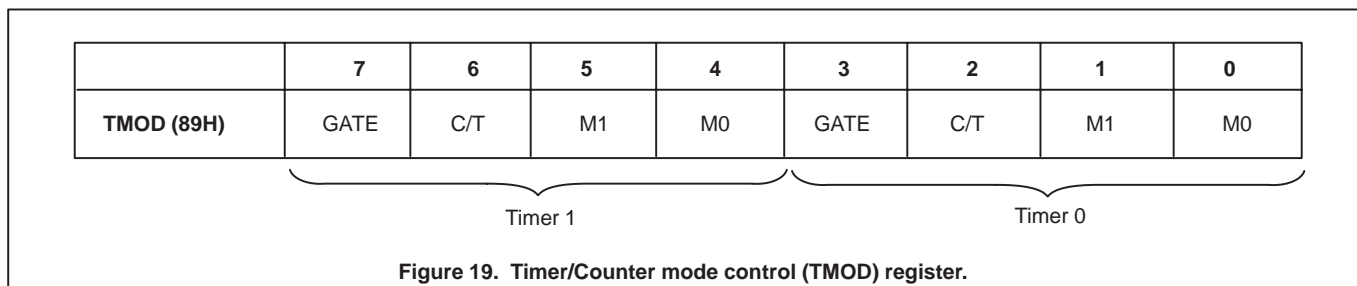 7 6 5 4 3 2 1 0
TMOD (89H) GATE C/T M1 M0 GATE C/T M1 M0
Timer 1 Timer 0
Figure 19. Timer/Counter mode control (TMOD) register.